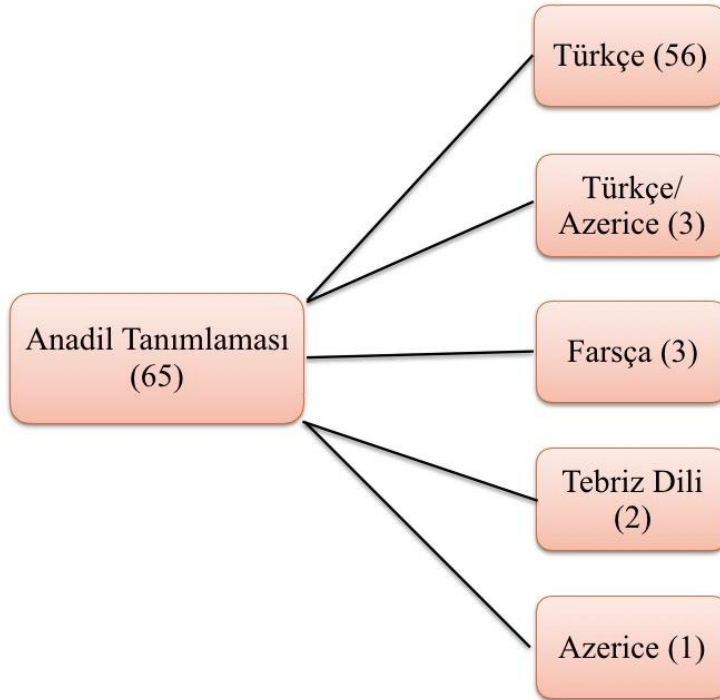 Anadil Tanımlaması
(65)
Türkçe (56)
Türkçe/
Azerice (3)
Farsça (3)
Tebriz Dili
(2)
Azerice (1)